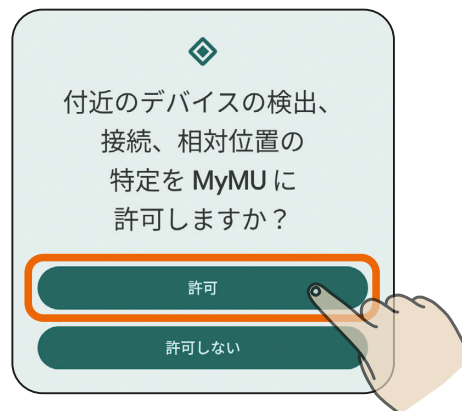 付近のデバイスの検出、
接続、相対位置の
特定を MyMU に
許可しますか？
許可
許可しない